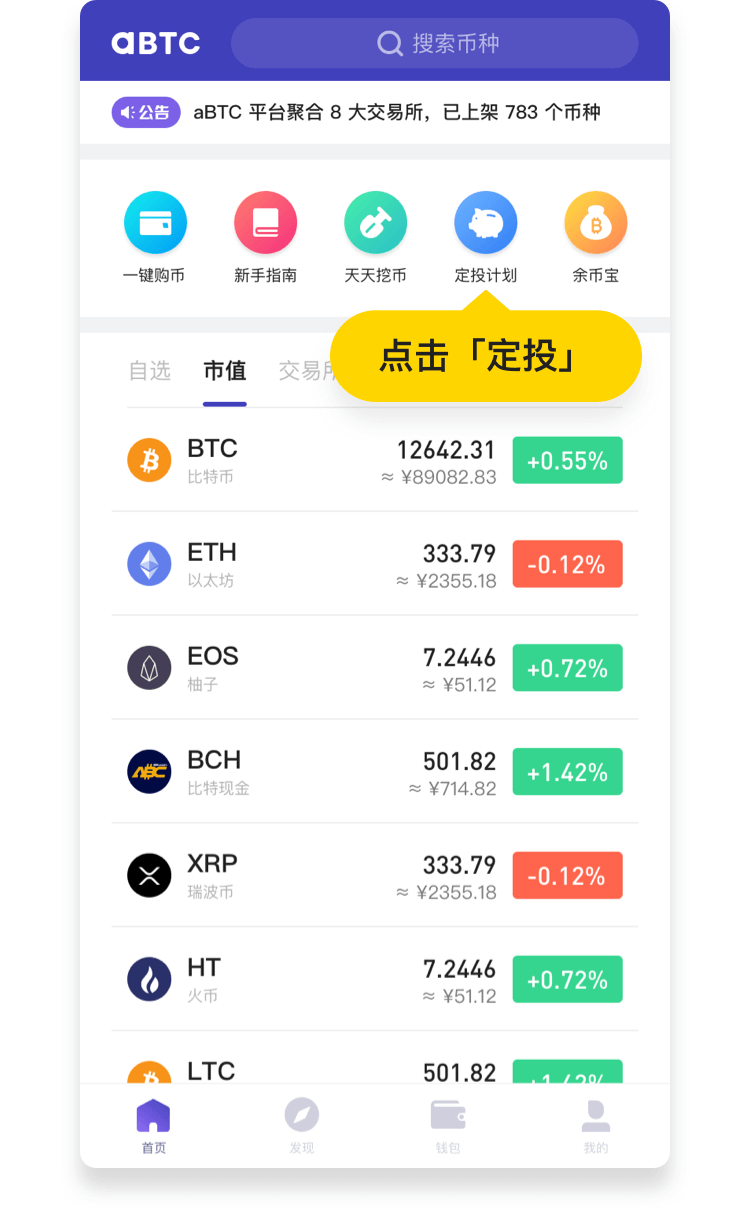 aBTC
搜索币种
公告 aBTC 平台聚合 8 大交易所，已上架 783 个币种
一键购币 新手指南 天天挖币 定投计划 余币宝
点击「定投」
自选 市值 交易所
BTC 12642.31 +0.55%
比特币 ≈ ¥89082.83
ETH 333.79 -0.12%
以太坊 ≈ ¥2355.18
EOS 7.2446 +0.72%
柚子 ≈ ¥51.12
ABC
BCH 501.82 +1.42%
比特现金 ≈ ¥714.82
XRP 333.79 -0.12%
瑞波币 ≈ ¥2355.18
HT 7.2446 +0.72%
火币 ≈ ¥51.12
LTC 501.82
首页 发现 钱包 我的